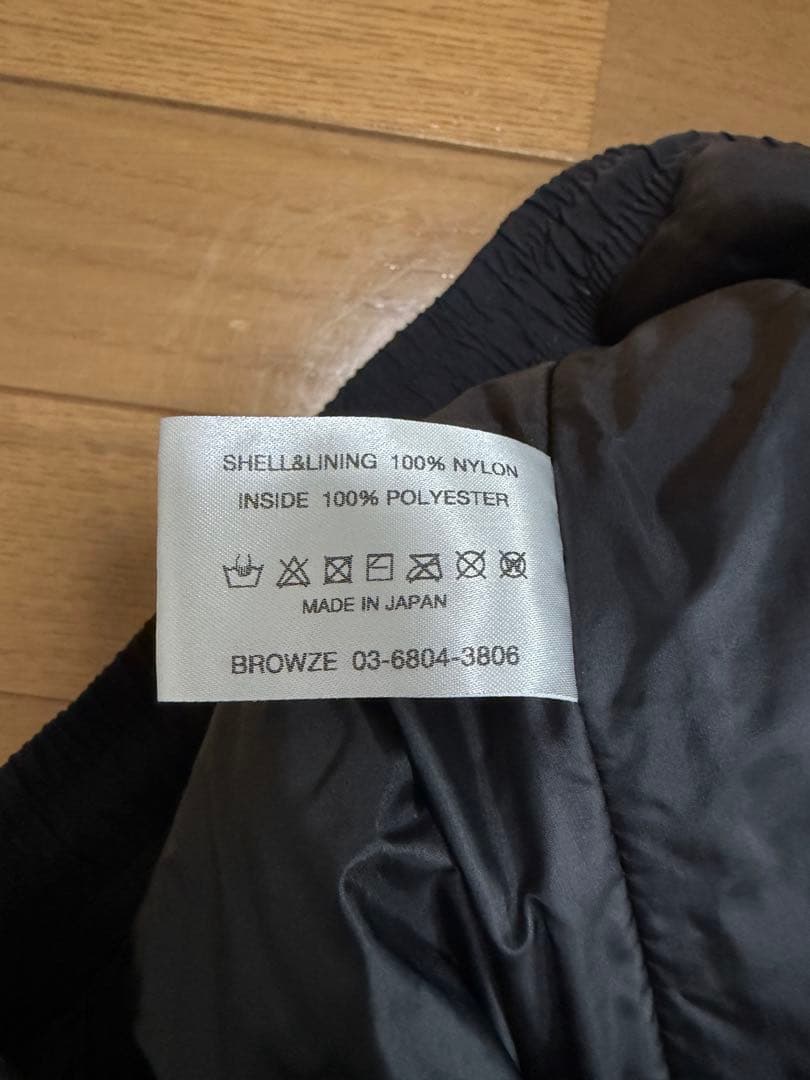 SHELL&LINING 100% NYLON
INSIDE 100% POLYESTER
MADE IN JAPAN
BROWZE 03-6804-3806